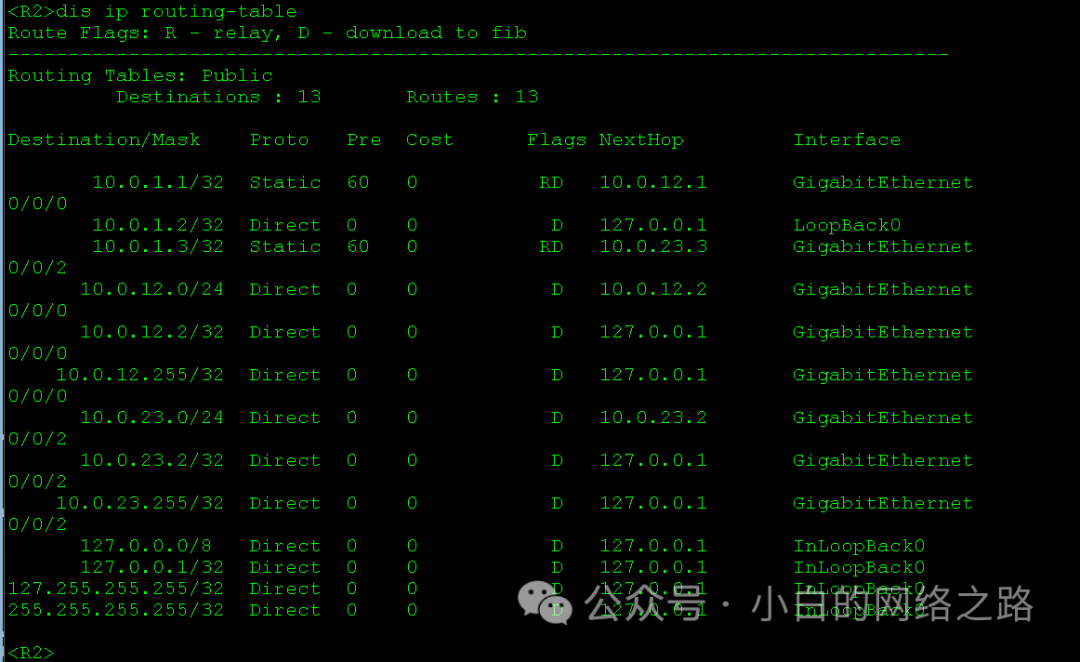 <R2>dis ip routing-table
Route Flags: R - relay, D - download to fib
------------------------------------------------------------------------------
Routing Tables: Public
         Destinations : 13       Routes : 13
Destination/Mask    Proto   Pre  Cost      Flags NextHop         Interface
       10.0.1.1/32  Static  60   0          RD   10.0.12.1       GigabitEthernet
0/0/0
       10.0.1.2/32  Direct  0    0           D   127.0.0.1       LoopBack0
       10.0.1.3/32  Static  60   0          RD   10.0.23.3       GigabitEthernet
0/0/2
      10.0.12.0/24  Direct  0    0           D   10.0.12.2       GigabitEthernet
0/0/0
      10.0.12.2/32  Direct  0    0           D   127.0.0.1       GigabitEthernet
0/0/0
    10.0.12.255/32  Direct  0    0           D   127.0.0.1       GigabitEthernet
0/0/0
      10.0.23.0/24  Direct  0    0           D   10.0.23.2       GigabitEthernet
0/0/2
      10.0.23.2/32  Direct  0    0           D   127.0.0.1       GigabitEthernet
0/0/2
    10.0.23.255/32  Direct  0    0           D   127.0.0.1       GigabitEthernet
0/0/2
      127.0.0.0/8   Direct  0    0           D   127.0.0.1       InLoopBack0
      127.0.0.1/32  Direct  0    0           D   127.0.0.1       InLoopBack0
127.255.255.255/32  Direct  0    0           D   127.0.0.1       InLoopBack0
255.255.255.255/32  Direct  0    0           D   127.0.0.1       InLoopBack0
公众号 · 小白的网络之路
<R2>